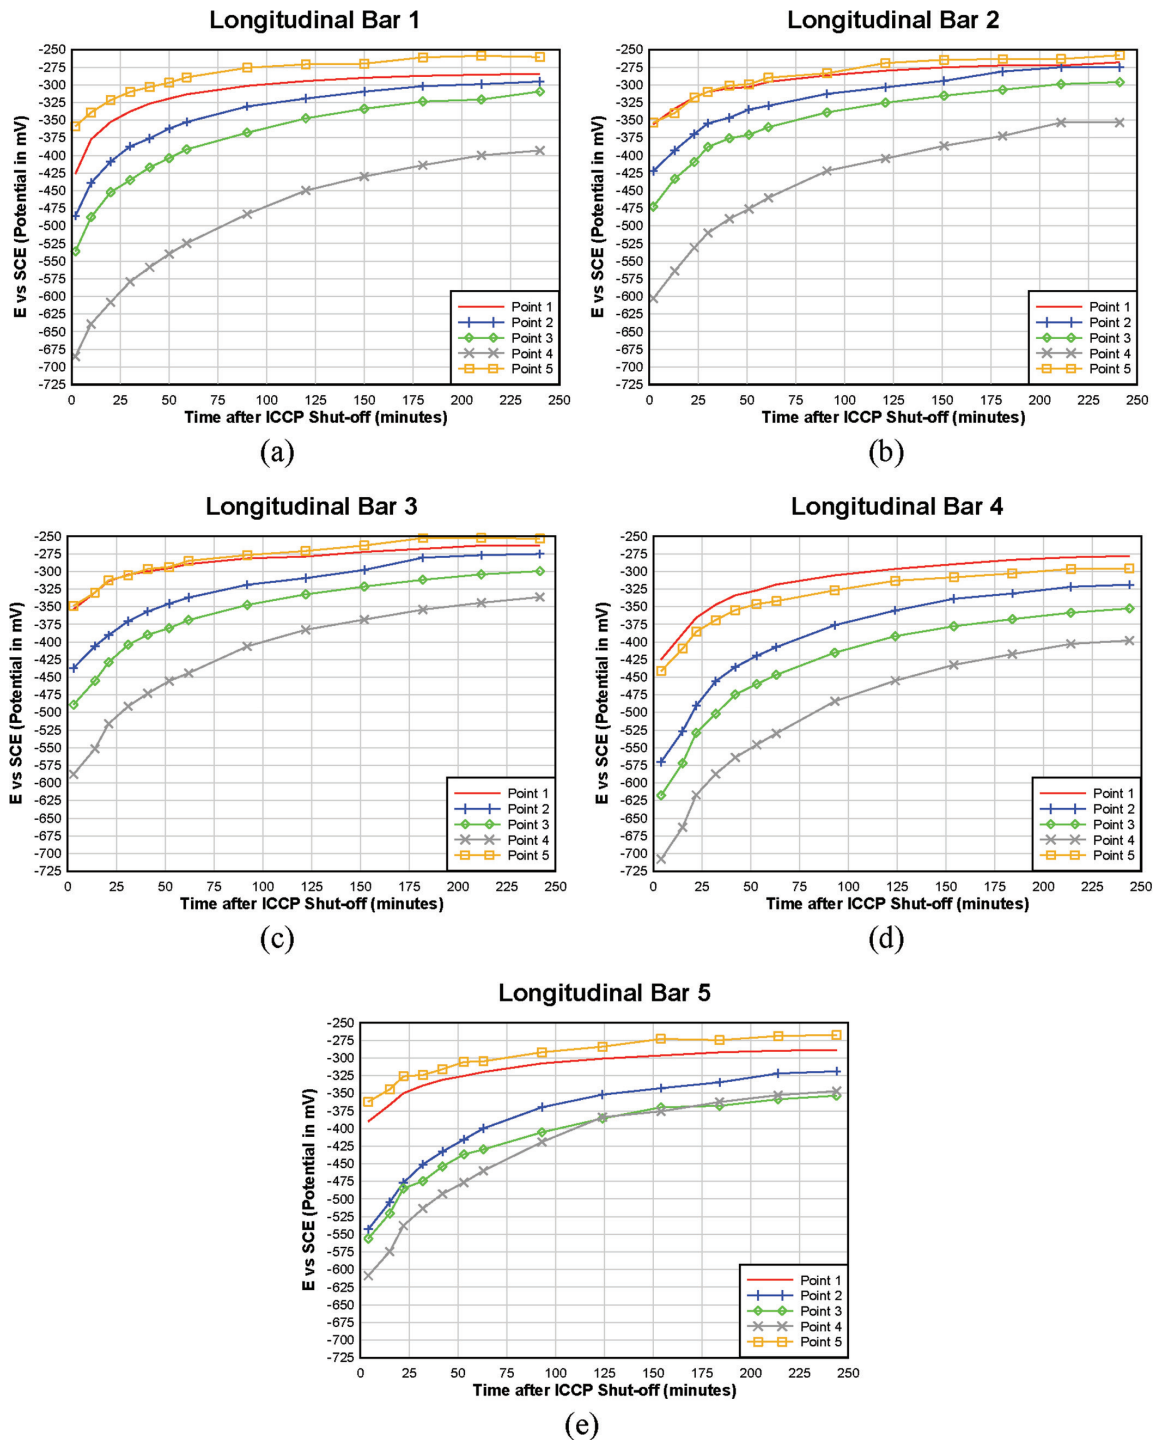 Longitudinal Bar 1
E vs SCE (Potential in mV)
-250
-275
-300
-325
-350
-375
-400
-425
-450
-475
-500
-525
-550
-575
-600
-625
-650
-675
-700
-725
Point 1
Point 2
Point 3
Point 4
Point 5
0 25 50 75 100 125 150 175 200 225 250
Time after ICCP Shut-off (minutes)
(a)
Longitudinal Bar 2
E vs SCE (Potential in mV)
-250
-275
-300
-325
-350
-375
-400
-425
-450
-475
-500
-525
-550
-575
-600
-625
-650
-675
-700
-725
Point 1
Point 2
Point 3
Point 4
Point 5
0 25 50 75 100 125 150 175 200 225 250
Time after ICCP Shut-off (minutes)
(b)
Longitudinal Bar 3
E vs SCE (Potential in mV)
-250
-275
-300
-325
-350
-375
-400
-425
-450
-475
-500
-525
-550
-575
-600
-625
-650
-675
-700
-725
Point 1
Point 2
Point 3
Point 4
Point 5
0 25 50 75 100 125 150 175 200 225 250
Time after ICCP Shut-off (minutes)
(c)
Longitudinal Bar 4
E vs SCE (Potential in mV)
-250
-275
-300
-325
-350
-375
-400
-425
-450
-475
-500
-525
-550
-575
-600
-625
-650
-675
-700
-725
Point 1
Point 2
Point 3
Point 4
Point 5
0 25 50 75 100 125 150 175 200 225 250
Time after ICCP Shut-off (minutes)
(d)
Longitudinal Bar 5
E vs SCE (Potential in mV)
-250
-275
-300
-325
-350
-375
-400
-425
-450
-475
-500
-525
-550
-575
-600
-625
-650
-675
-700
-725
Point 1
Point 2
Point 3
Point 4
Point 5
0 25 50 75 100 125 150 175 200 225 250
Time after ICCP Shut-off (minutes)
(e)